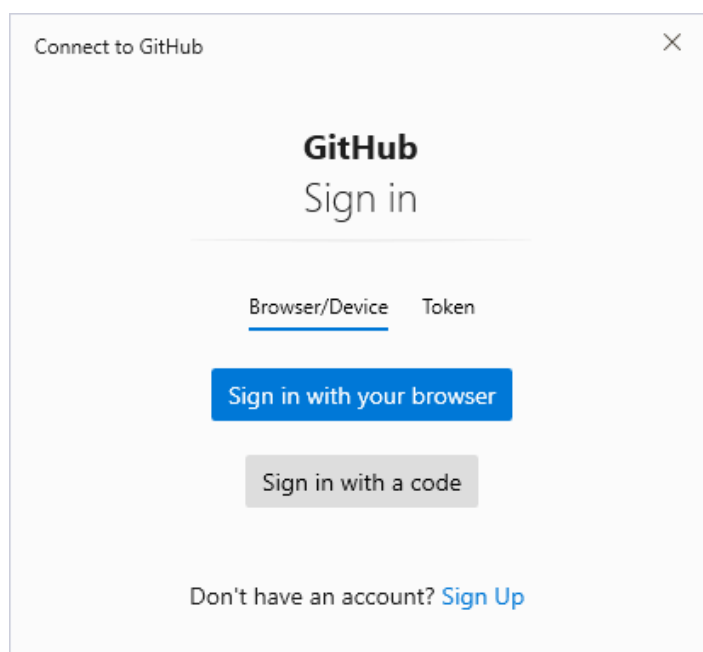 Connect to GitHub
GitHub
Sign in
Browser/Device Token
Sign in with your browser
Sign in with a code
Don't have an account? Sign Up